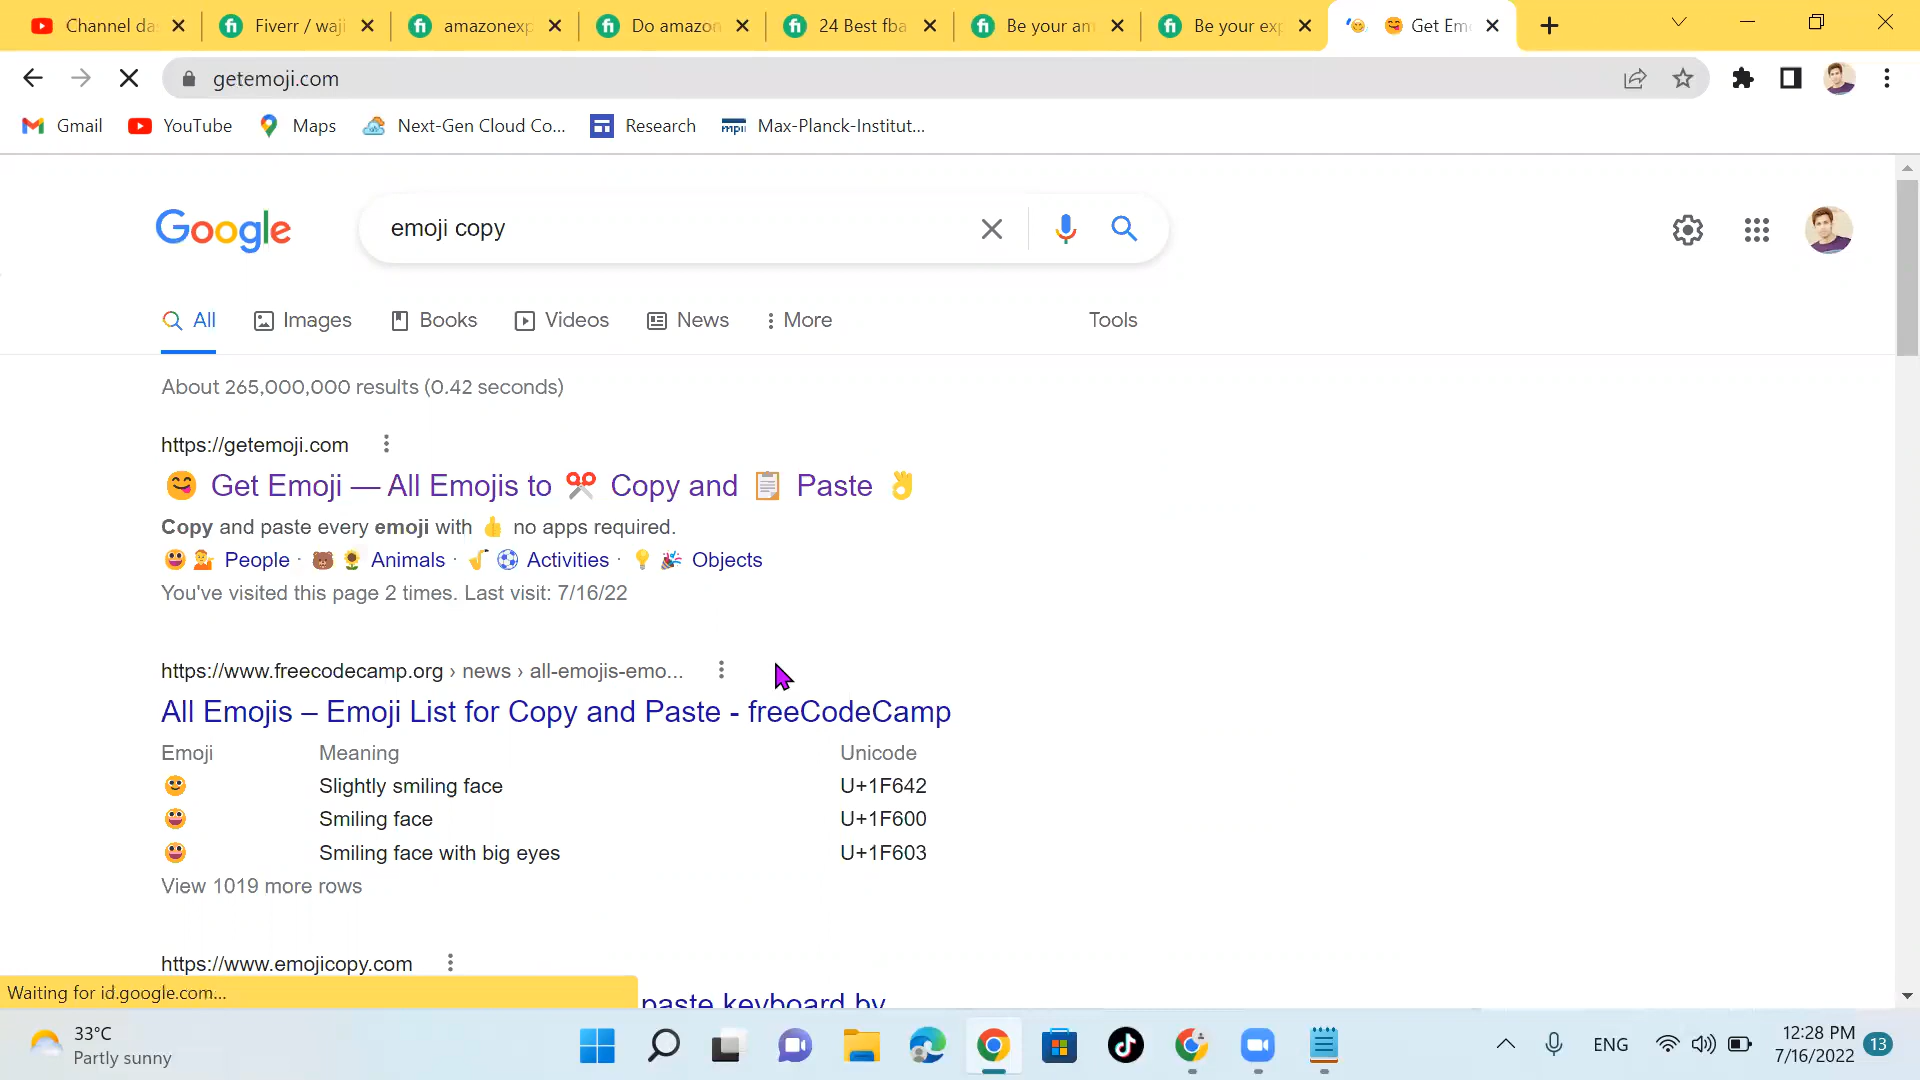 Channel da
Fiverr / waji
amazonexp
Do amazon
24 Best fba
Be your am
Be your exp
Get Em
getemoji.com
Gmail
YouTube
Maps
Next-Gen Cloud Co...
Research
mpii Max-Planck-Institut...
Google
emoji copy
All
Images
Books
Videos
News
More
Tools
About 265,000,000 results (0.42 seconds)
https://getemoji.com
🤗 Get Emoji — All Emojis to ✂️ Copy and 📋 Paste 👌
Copy and paste every emoji with 👍 no apps required.
😃 💁 People · 🐻 🌻 Animals · 🎷 ⚽ Activities · 💡 🎉 Objects
You've visited this page 2 times. Last visit: 7/16/22
https://www.freecodecamp.org › news › all-emojis-emo...
All Emojis – Emoji List for Copy and Paste - freeCodeCamp
Emoji Meaning Unicode
🙂 Slightly smiling face U+1F642
😀 Smiling face U+1F600
😃 Smiling face with big eyes U+1F603
View 1019 more rows
https://www.emojicopy.com
paste keyboard by
Waiting for id.google.com...
33°C
Partly sunny
ENG
12:28 PM
7/16/2022
13